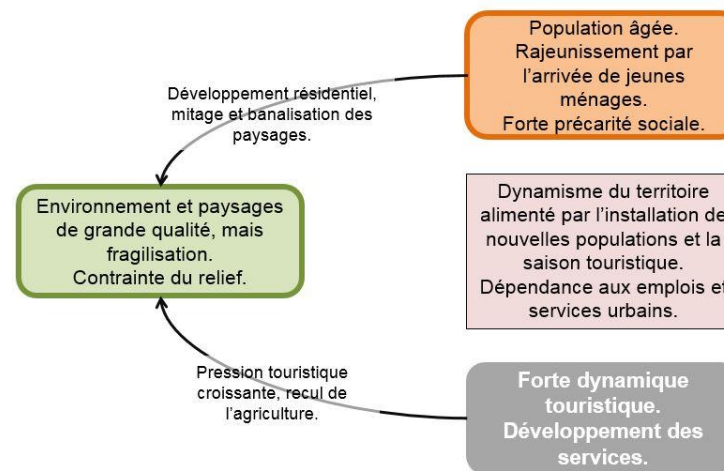 Population âgée.
Rajeunissement par
l'arrivée de jeunes
ménages.
Forte précarité sociale.
Développement résidentiel,
mitage et banalisation des
paysages.
Environnement et paysages
de grande qualité, mais
fragilisation.
Contrainte du relief.
Dynamisme du territoire
alimenté par l'installation de
nouvelles populations et la
saison touristique.
Dépendance aux emplois et
services urbains.
Pression touristique
croissante, recul de
l'agriculture.
Forte dynamique
touristique.
Développement des
services.